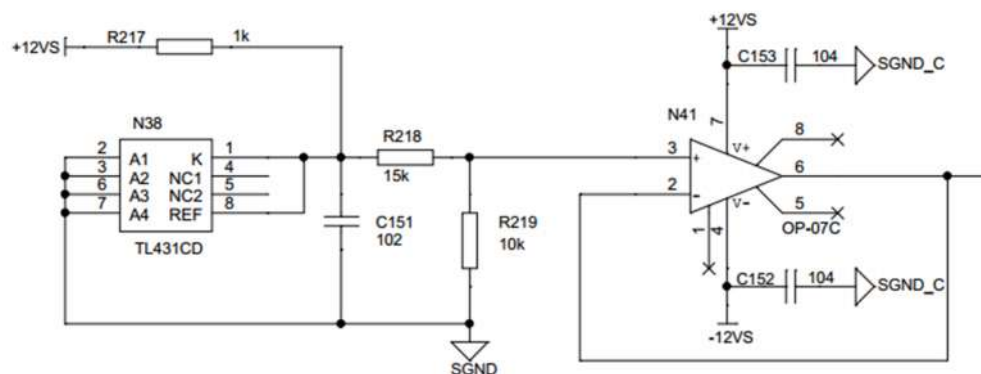 +12VS R217 1k
N38
2 A1 K 1
3 A2 NC1 4
6 A3 NC2 5
7 A4 REF 8
TL431CD
R218
15k
C151
102
R219
10k
SGND
+12VS
C153 104 SGND_C
N41
7 V+ 8
3 + 6
2 -
V- 5
1 4 OP-07C
C152 104 SGND_C
-12VS